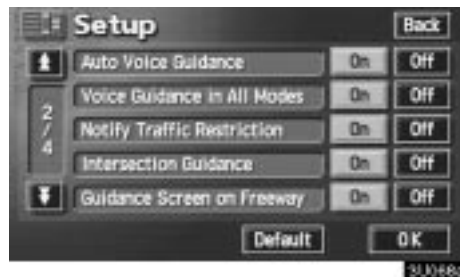 Setup Back
Auto Voice Guidance On Off
Voice Guidance in All Modes On Off
2/4
Notify Traffic Restriction On Off
Intersection Guidance On Off
Guidance Screen on Freeway On Off
Default OK